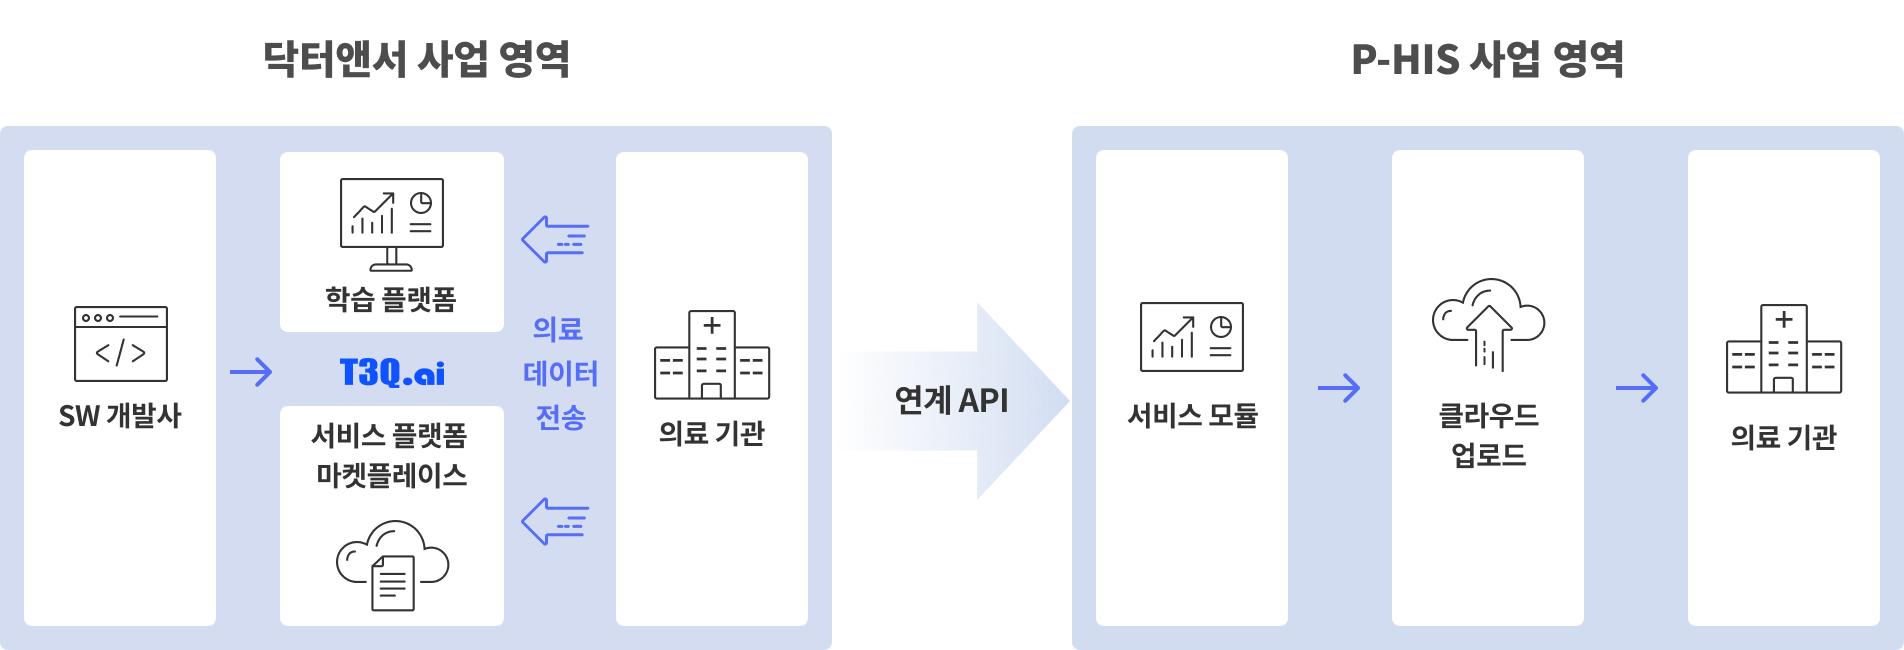 닥터앤서 사업 영역
SW 개발사
학습 플랫폼
T3Q.ai
서비스 플랫폼
마켓플레이스
의료
데이터
전송
의료 기관
연계 API
P-HIS 사업 영역
서비스 모듈
클라우드
업로드
의료 기관